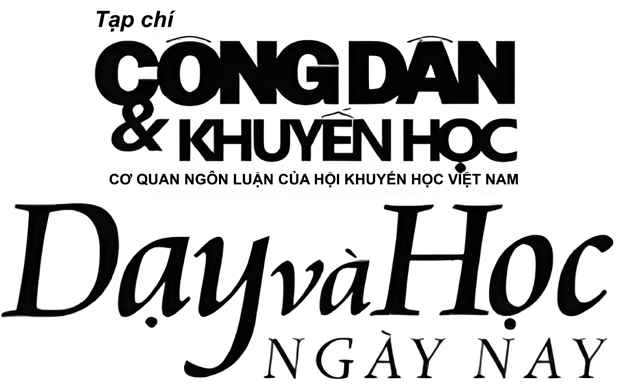 Tạp chí
CÔNG DÂN
& KHUYẾN HỌC
CƠ QUAN NGÔN LUẬN CỦA HỘI KHUYẾN HỌC VIỆT NAM
Dạy và Học
NGÀY NAY